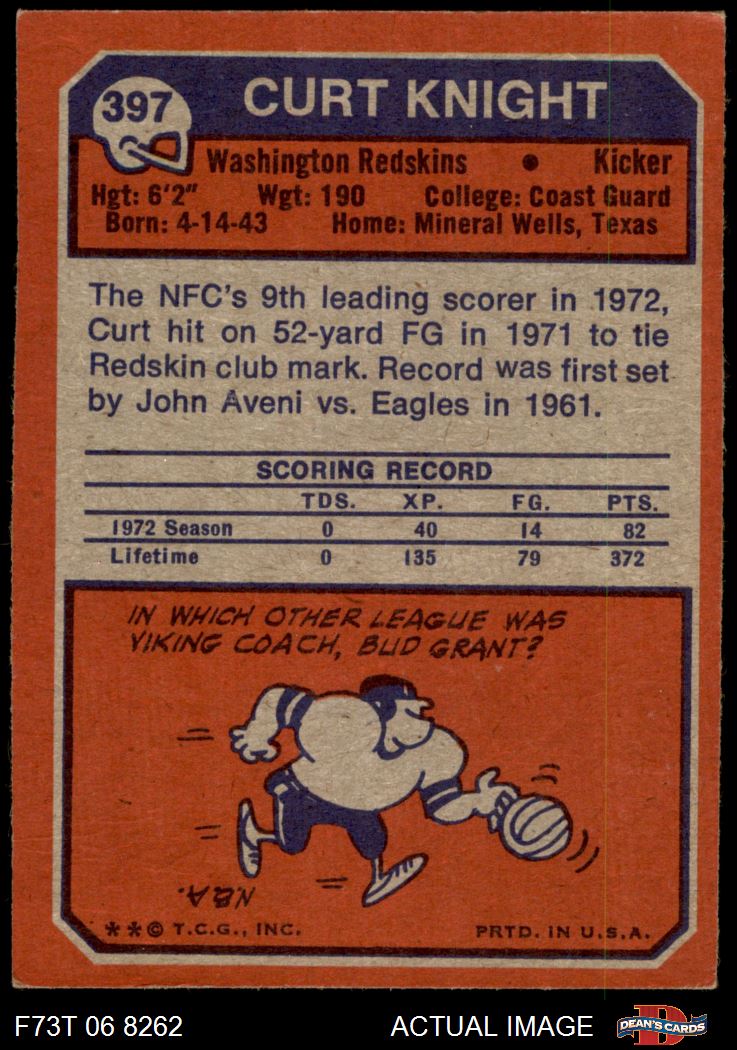 397
CURT KNIGHT
Washington Redskins • Kicker
Hgt: 6'2" Wgt: 190 College: Coast Guard
Born: 4-14-43 Home: Mineral Wells, Texas
The NFC's 9th leading scorer in 1972,
Curt hit on 52-yard FG in 1971 to tie
Redskin club mark. Record was first set
by John Aveni vs. Eagles in 1961.
SCORING RECORD
TDS. XP. FG. PTS.
1972 Season 0 40 14 82
Lifetime 0 135 79 372
IN WHICH OTHER LEAGUE WAS
VIKING COACH, BUD GRANT?
N.B.A.
**© T.C.G., INC. PRTD. IN U.S.A.
F73T 06 8262 ACTUAL IMAGE D DEAN'S CARDS